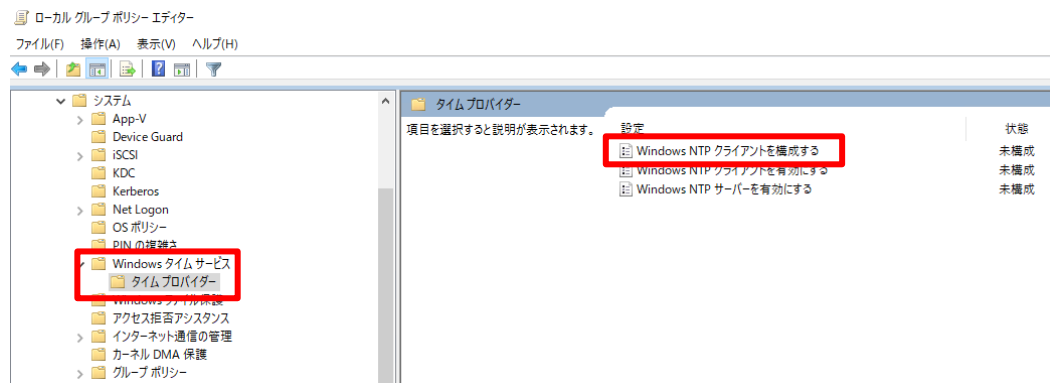 ローカル グループ ポリシー エディター
ファイル(F) 操作(A) 表示(V) ヘルプ(H)
システム
App-V
Device Guard
iSCSI
KDC
Kerberos
Net Logon
OS ポリシー
PIN の複雑さ
Windows タイム サービス
タイム プロバイダー
Windows ファイル保護
アクセス拒否アシスタンス
インターネット通信の管理
カーネル DMA 保護
グループ ポリシー
タイム プロバイダー
項目を選択すると説明が表示されます。
設定 状態
Windows NTP クライアントを構成する 未構成
Windows NTP クライアントを有効にする 未構成
Windows NTP サーバーを有効にする 未構成